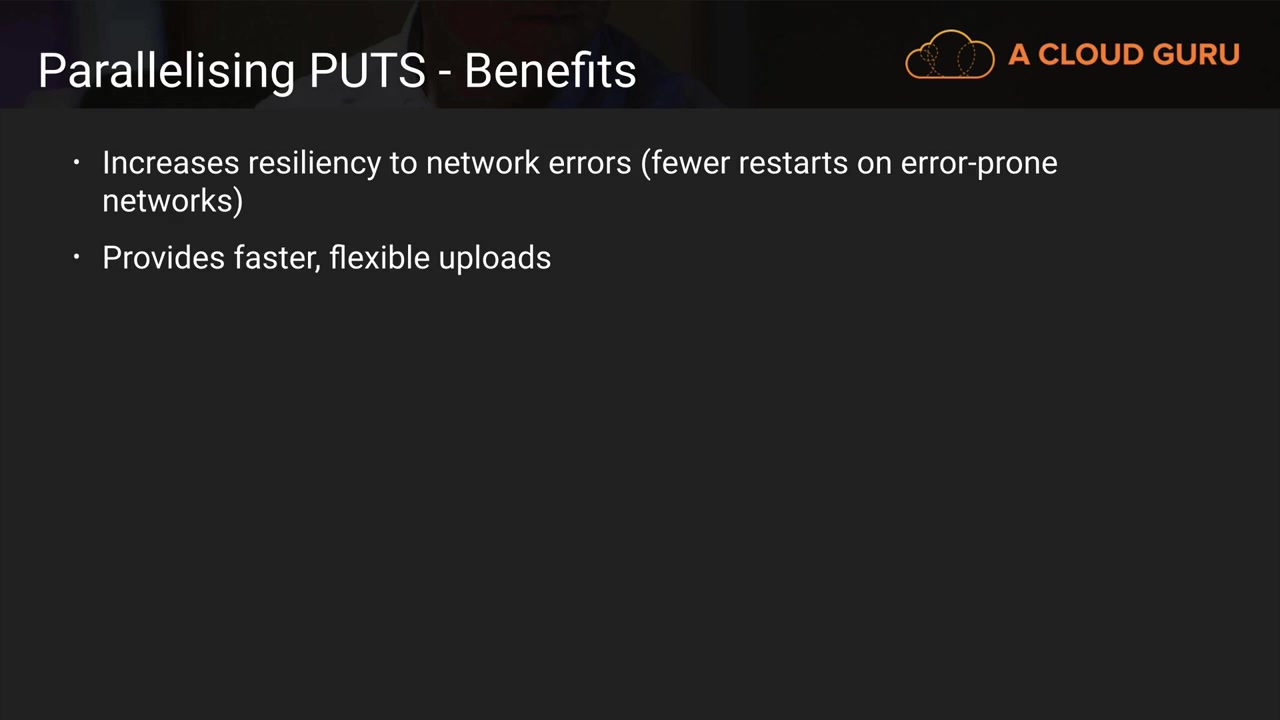 Parallelising PUTS - Benefits
A CLOUD GURU
• Increases resiliency to network errors (fewer restarts on error-prone
networks)
• Provides faster, flexible uploads